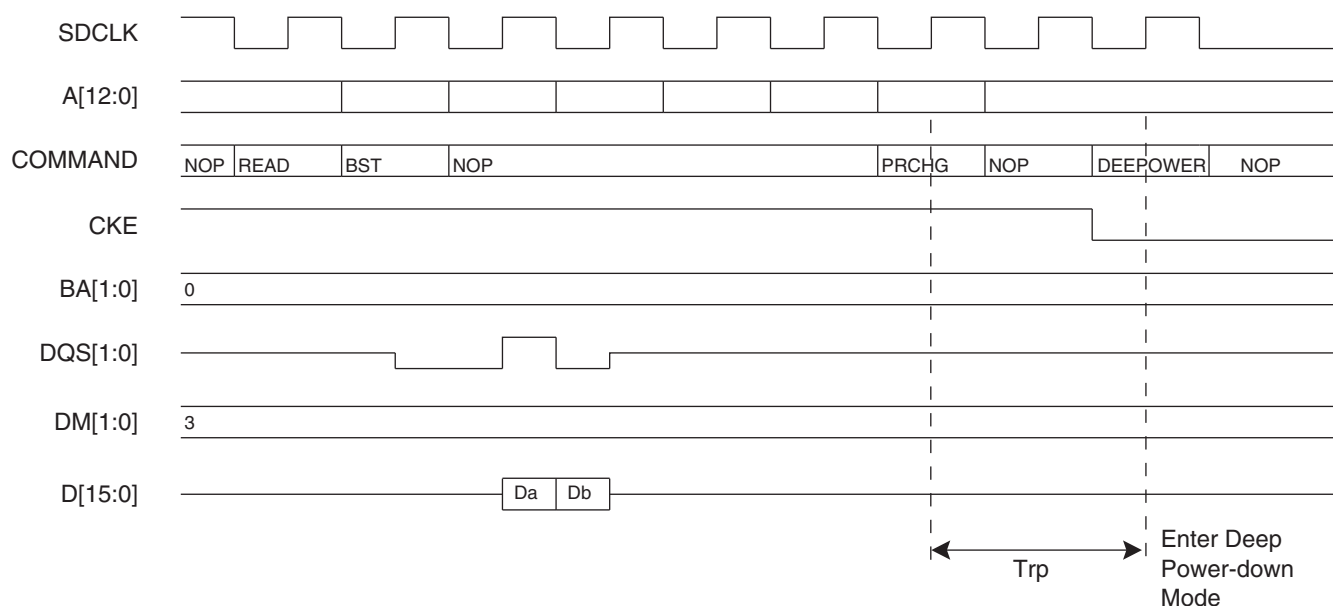 SDCLK
A[12:0]
COMMAND NOP READ BST NOP PRCHG NOP DEEPOWER NOP
CKE
BA[1:0] 0
DQS[1:0]
DM[1:0] 3
D[15:0] Da Db
Trp
Enter Deep
Power-down
Mode